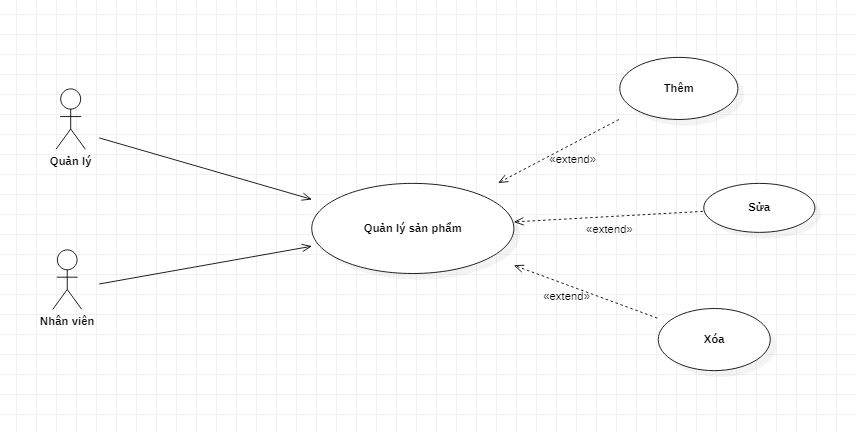 Thêm
Quản lý
«extend»
Sửa
Quản lý sản phẩm
«extend»
«extend»
Nhân viên
Xóa